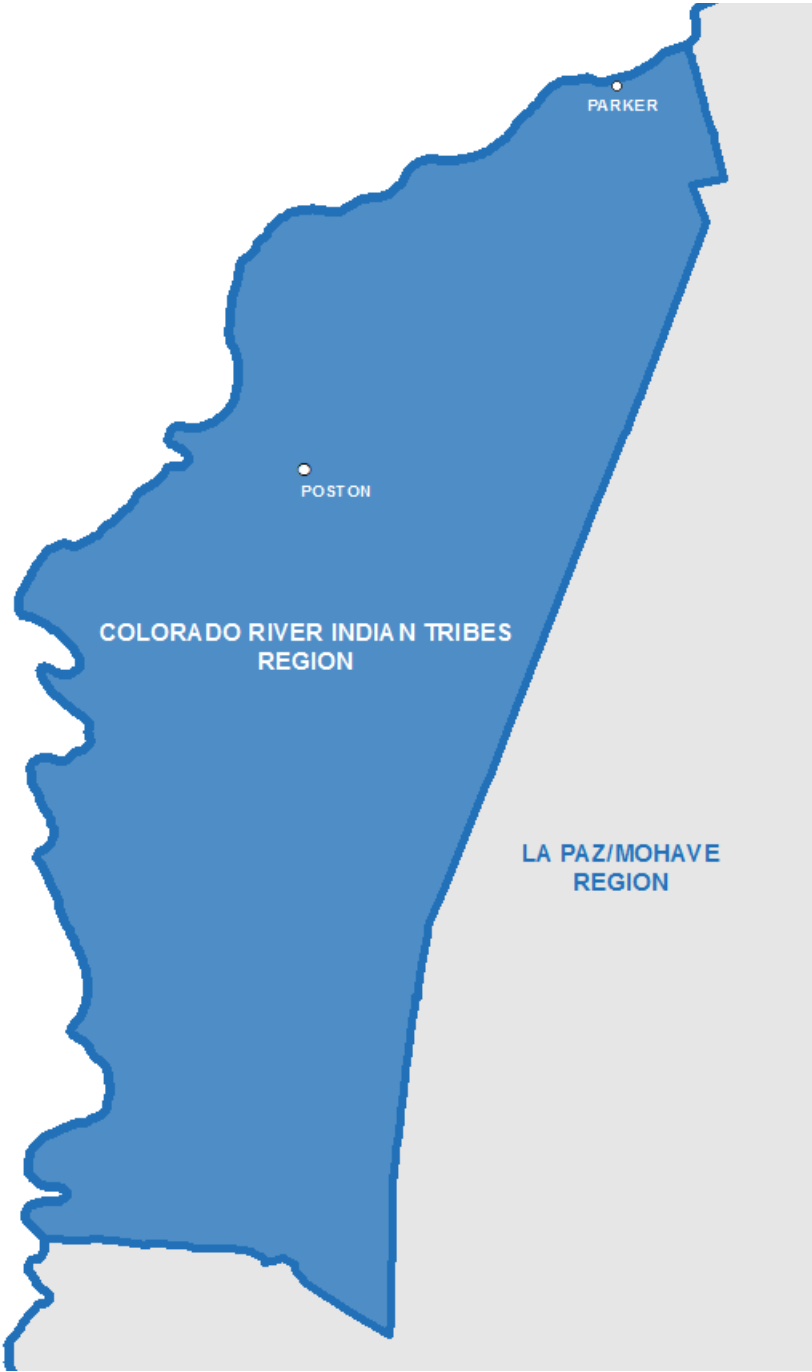 PARKER
POSTON
COLORADO RIVER INDIAN TRIBES
REGION
LA PAZ/MOHAVE
REGION